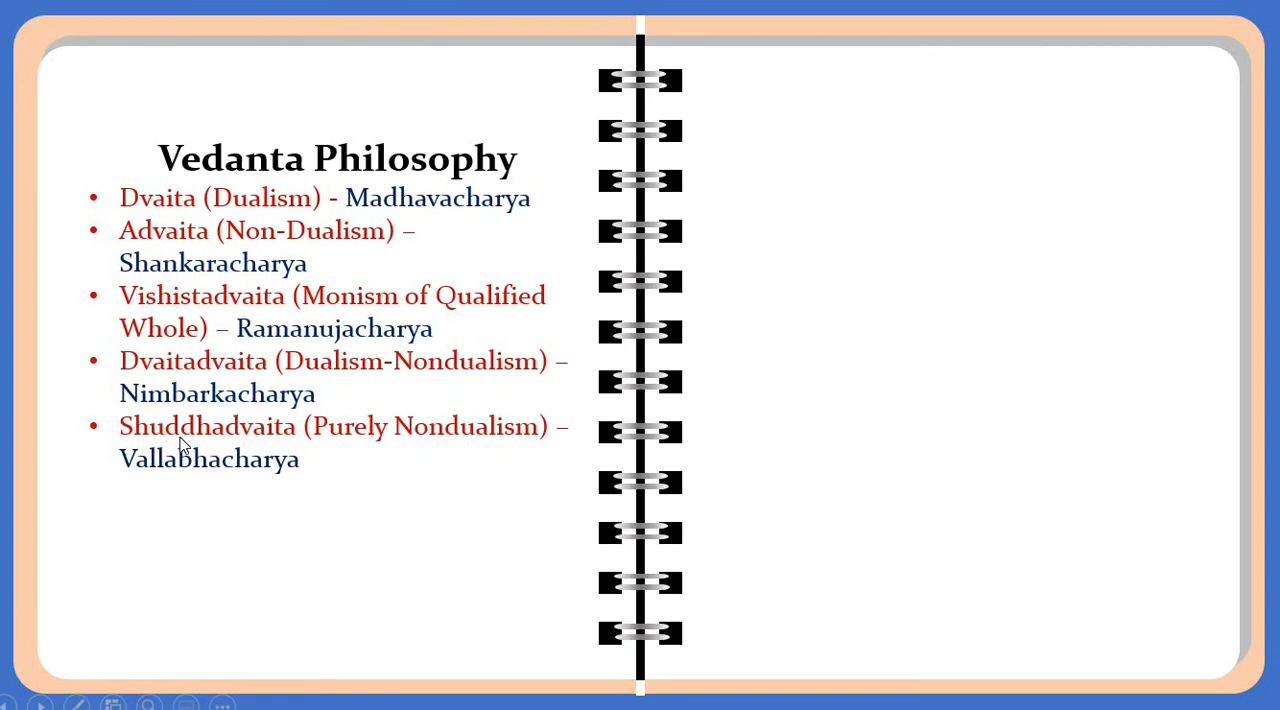 Vedanta Philosophy
• Dvaita (Dualism) - Madhavacharya
• Advaita (Non-Dualism) –
Shankaracharya
• Vishistadvaita (Monism of Qualified
Whole) – Ramanujacharya
• Dvaitadvaita (Dualism-Nondualism) –
Nimbarkacharya
• Shuddhadvaita (Purely Nondualism) –
Vallabhacharya